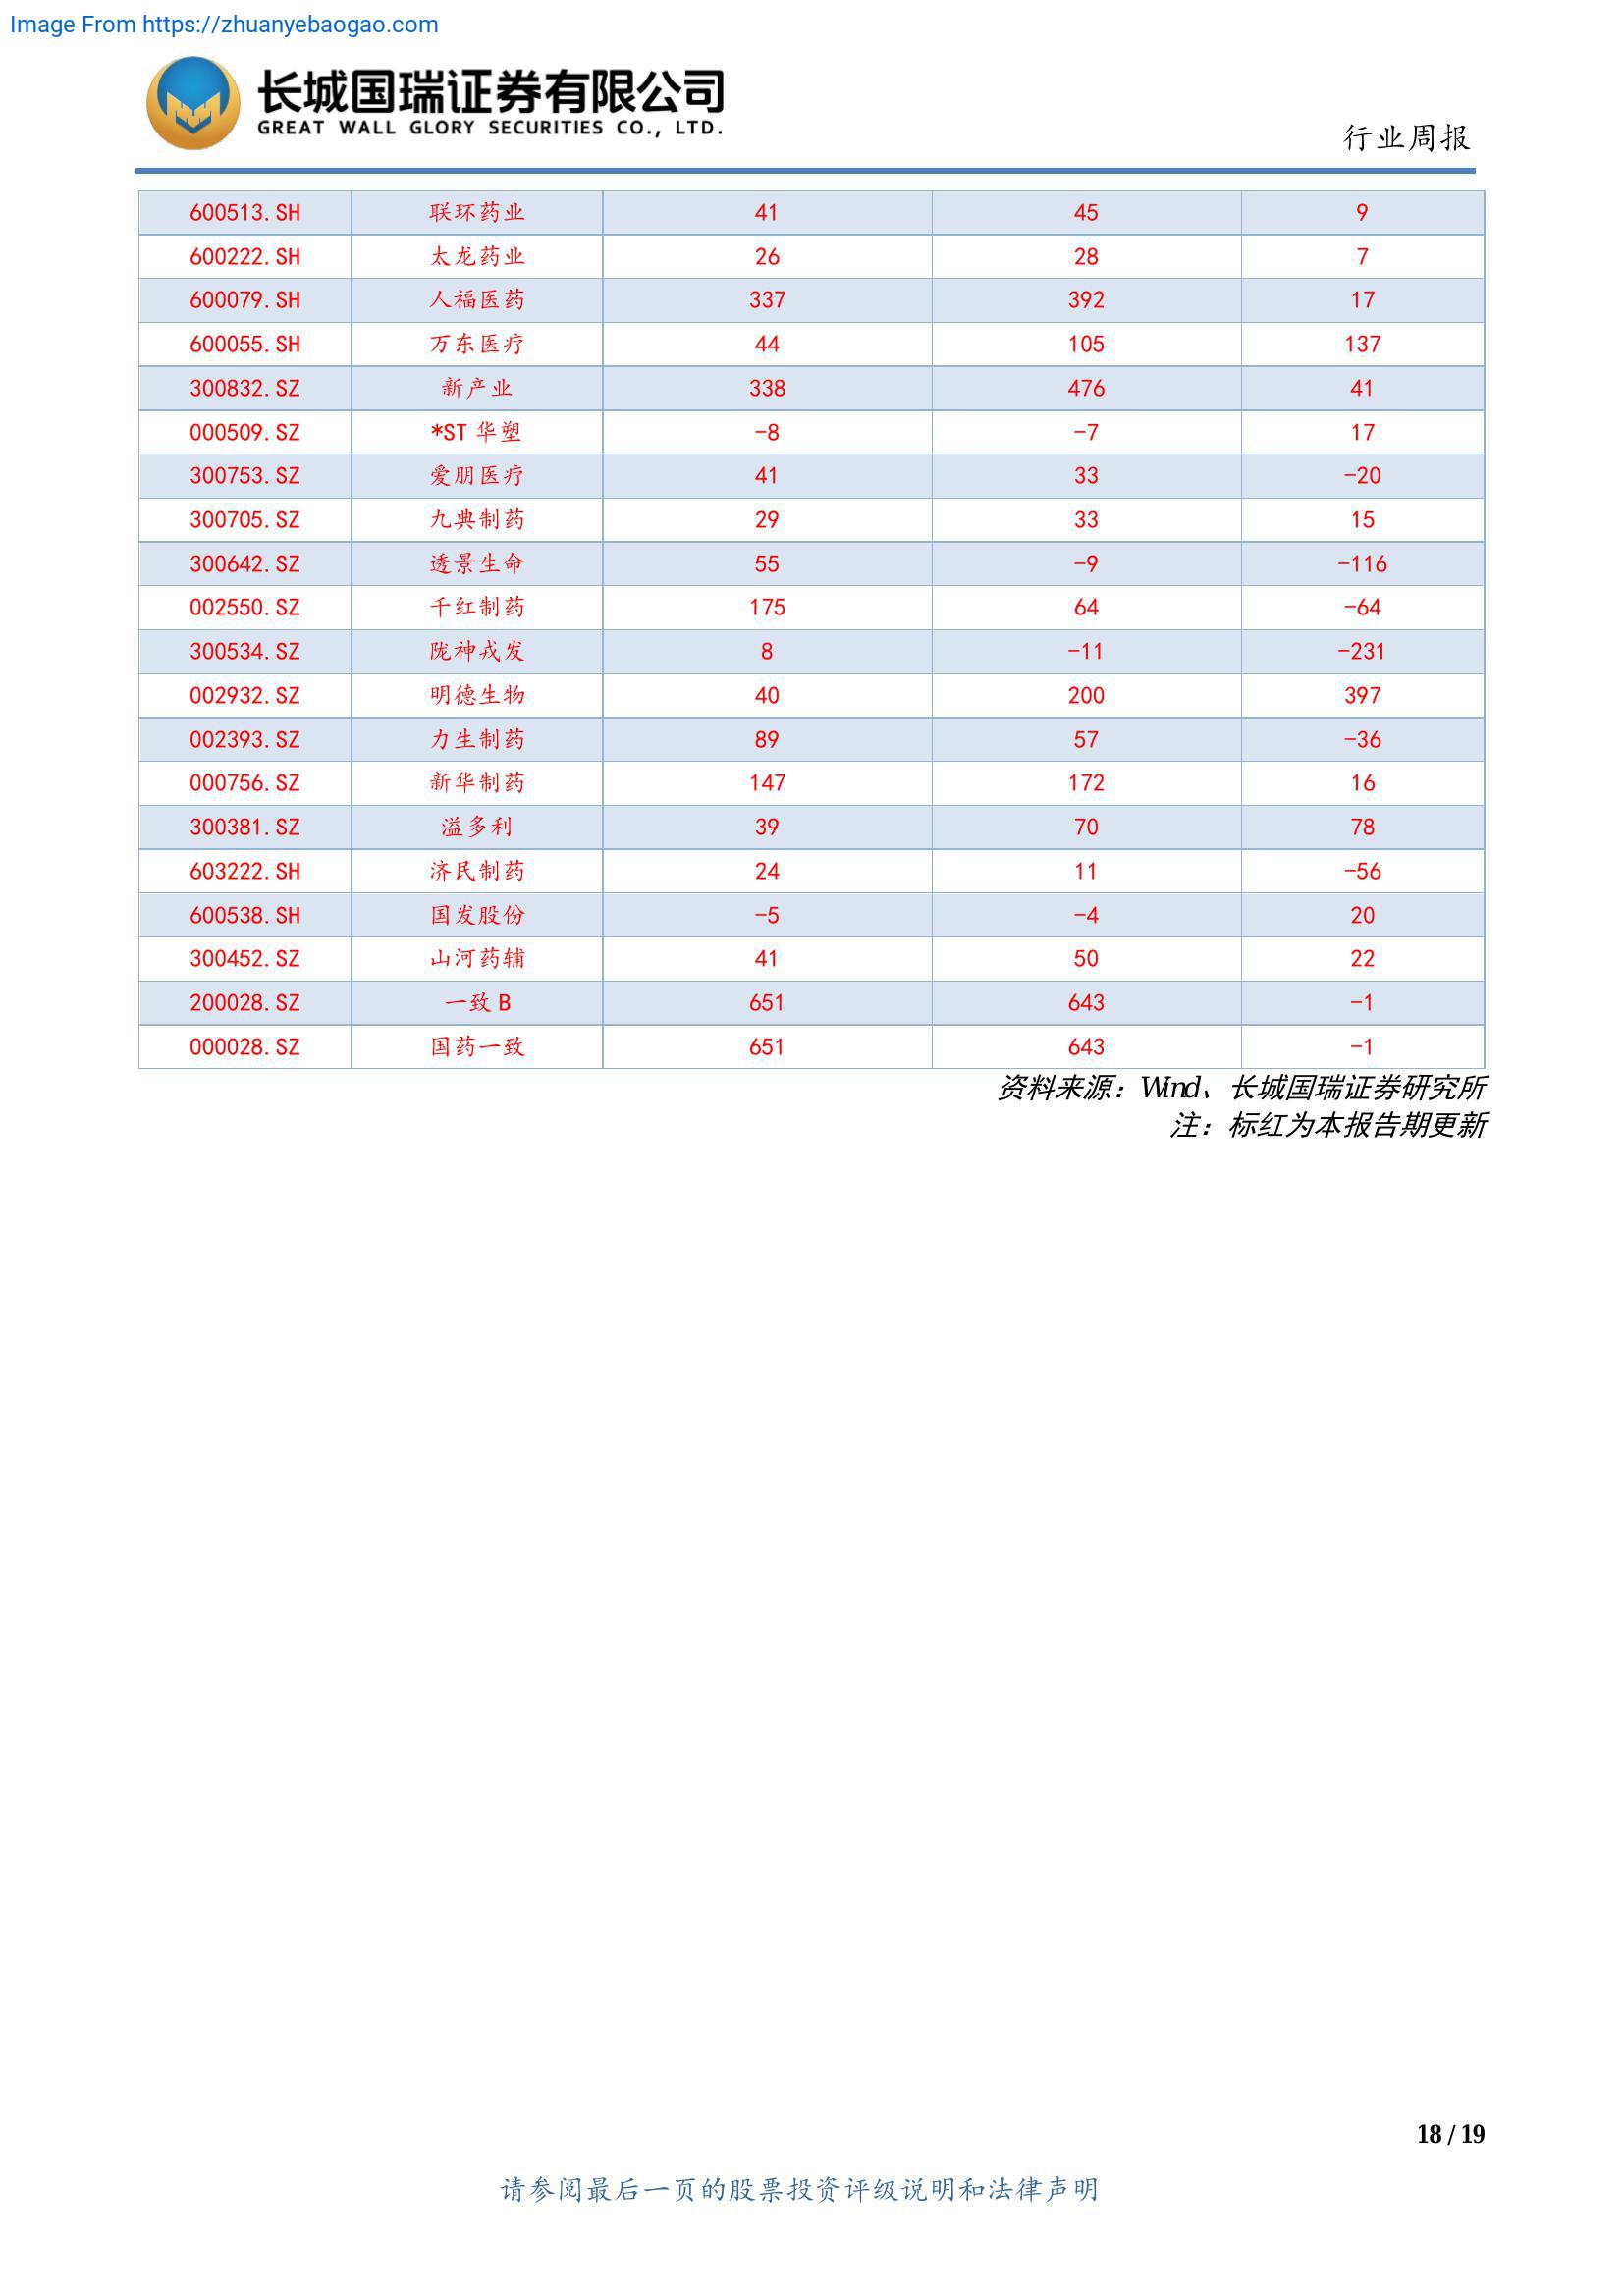 Image From https://zhuanyebaogao.com
长城国瑞证券有限公司
GREAT WALL GLORY SECURITIES CO., LTD.
行业周报
600513.SH 联环药业 41 45 9
600222.SH 太龙药业 26 28 7
600079.SH 人福医药 337 392 17
600055.SH 万东医疗 44 105 137
300832.SZ 新产业 338 476 41
000509.SZ *ST 华塑 -8 -7 17
300753.SZ 爱朋医疗 41 33 -20
300705.SZ 九典制药 29 33 15
300642.SZ 透景生命 55 -9 -116
002550.SZ 千红制药 175 64 -64
300534.SZ 陇神戎发 8 -11 -231
002932.SZ 明德生物 40 200 397
002393.SZ 力生制药 89 57 -36
000756.SZ 新华制药 147 172 16
300381.SZ 溢多利 39 70 78
603222.SH 济民制药 24 11 -56
600538.SH 国发股份 -5 -4 20
300452.SZ 山河药辅 41 50 22
200028.SZ 一致 B 651 643 -1
000028.SZ 国药一致 651 643 -1
资料来源：Wind、长城国瑞证券研究所
注：标红为本报告期更新
18 / 19
请参阅最后一页的股票投资评级说明和法律声明